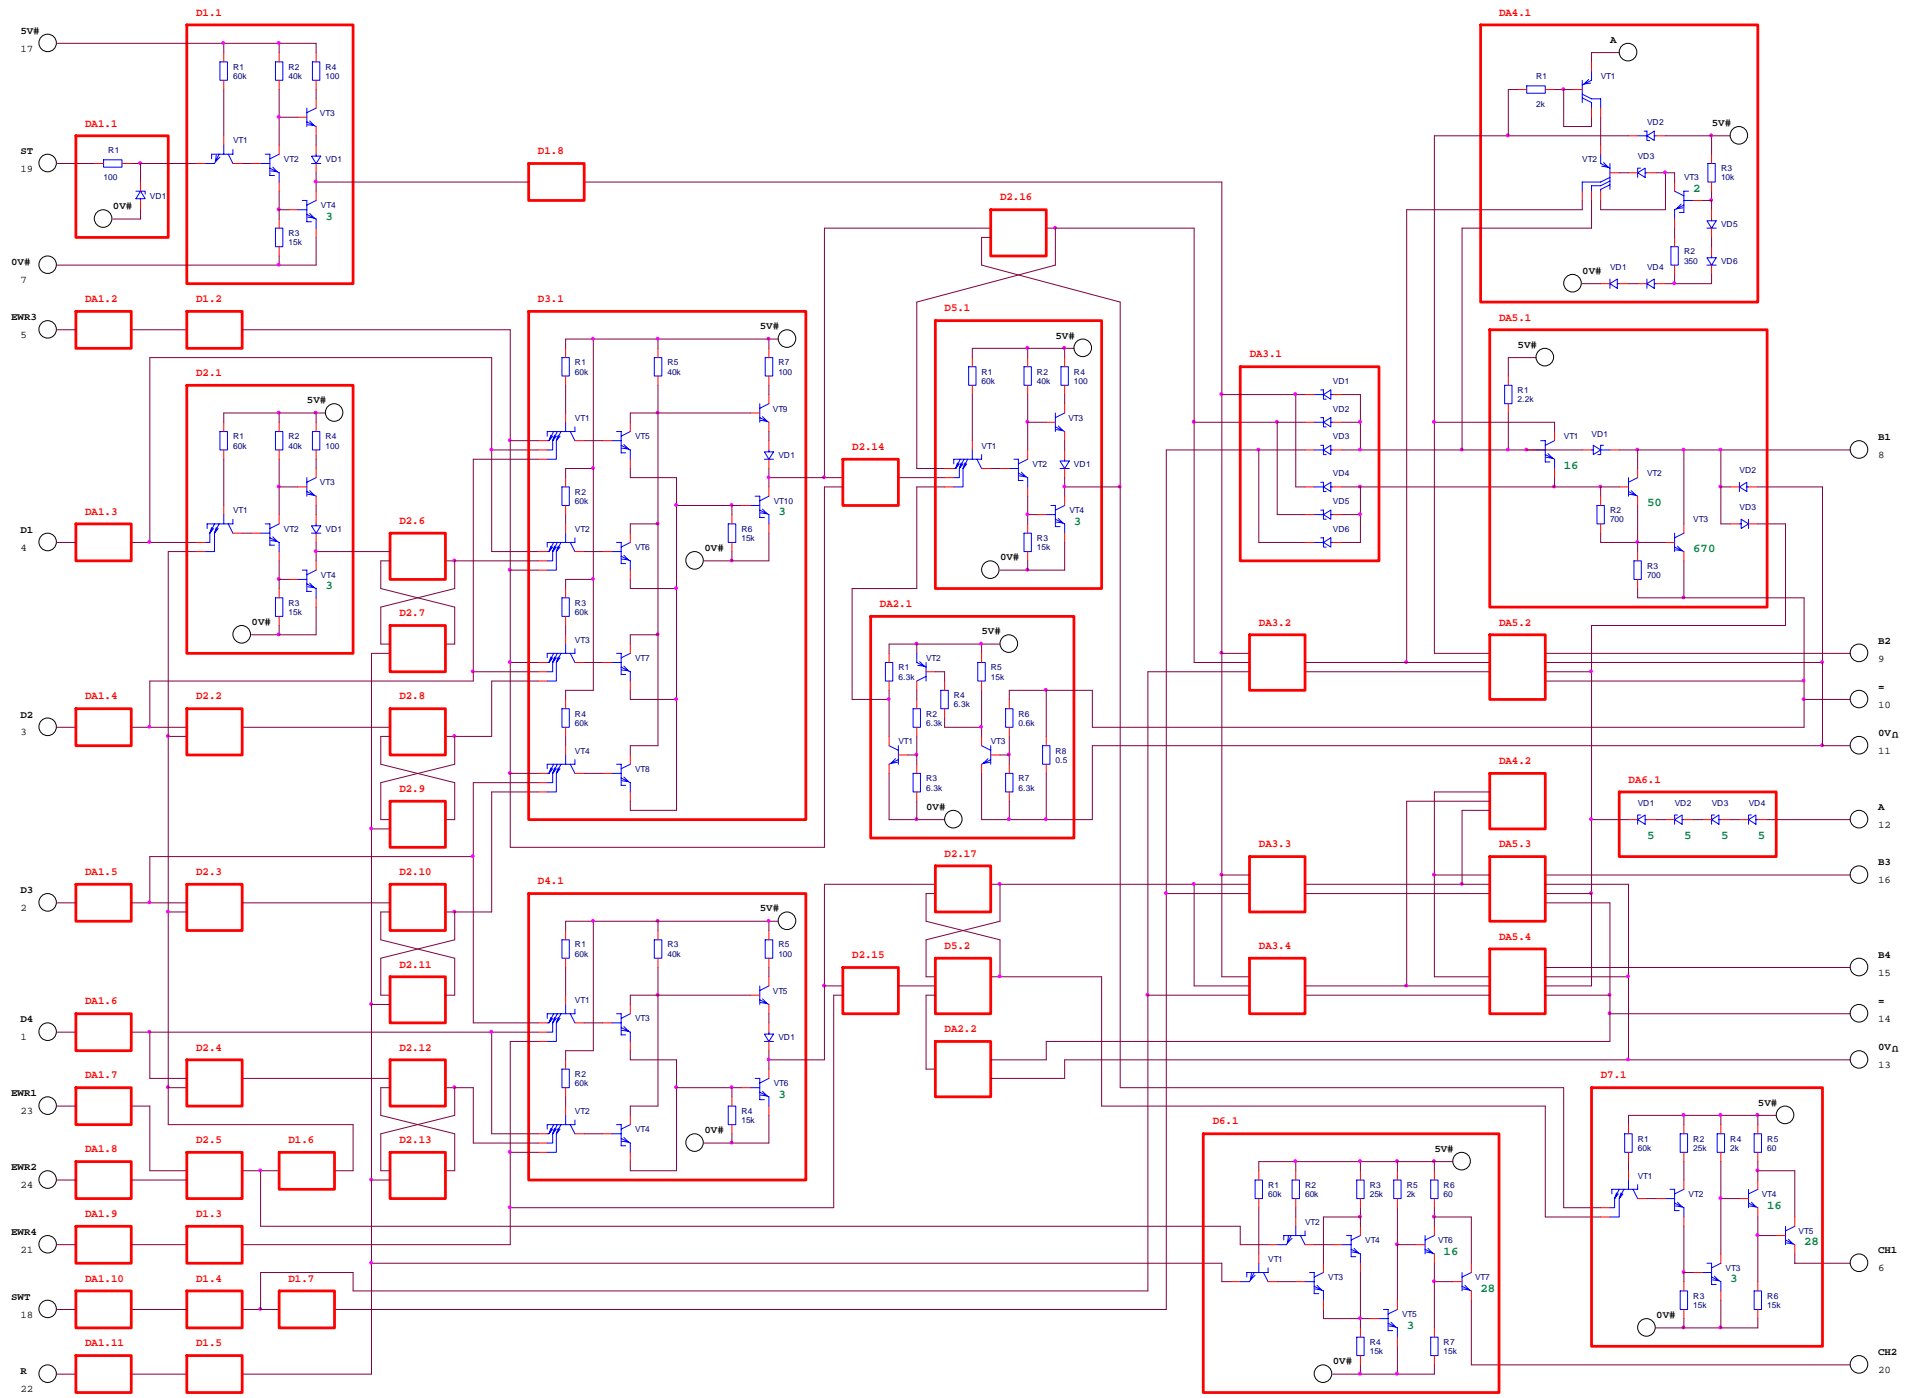 5V#
17
ST
19
0V#
7
EWR3
5
D1
4
D2
3
D3
2
D4
1
EWR1
23
EWR2
24
EWR4
21
SWT
18
R
22
DA1.1
R1
100
VD1
0V#
D1.1
R1
60k
R2
40k
R4
100
VT3
VT1
VT2
VD1
VT4
3
R3
15k
DA1.2
D1.2
DA1.3
D2.1
5V#
R1
60k
R2
40k
R4
100
VT3
VT1
VT2
VD1
VT4
3
R3
15k
0V#
DA1.4
D2.2
DA1.5
D2.3
DA1.6
D2.4
DA1.7
DA1.8
D2.5
D1.6
DA1.9
D1.3
DA1.10
D1.4
D1.7
DA1.11
D1.5
D2.6
D2.7
D2.8
D2.9
D2.10
D2.11
D2.12
D2.13
D1.8
D3.1
5V#
R1
60k
R5
40k
R7
100
VT9
VT1
VT5
VD1
R2
60k
VT10
3
R6
15k
VT2
VT6
0V#
R3
60k
VT3
VT7
R4
60k
VT4
VT8
D4.1
5V#
R1
60k
R3
40k
R5
100
VT5
VT1
VT3
VD1
R2
60k
VT6
3
R4
15k
VT2
VT4
0V#
D2.14
D2.15
D2.16
D5.1
5V#
R1
60k
R2
40k
R4
100
VT3
VT1
VT2
VD1
VT4
3
R3
15k
0V#
DA2.1
5V#
R1
6.3k
VT2
R5
15k
R4
6.3k
R2
6.3k
R6
0.6k
VT1
VT3
R8
0.5
R3
6.3k
R7
6.3k
0V#
D2.17
D5.2
DA2.2
DA3.1
VD1
VD2
VD3
VD4
VD5
VD6
DA3.2
DA3.3
DA3.4
D6.1
5V#
R1
60k
R2
60k
R3
25k
R5
2k
R6
60
VT2
VT4
VT6
16
VT1
VT3
VT7
28
VT5
3
R4
15k
R7
15k
0V#
DA4.1
A
R1
2k
VT1
VD2
5V#
VT2
VD3
VT3
2
R3
10k
VD5
R2
350
VD6
0V#
VD1
VD4
DA5.1
5V#
R1
2.2k
VT1
16
VD1
VT2
50
VD2
R2
700
VT3
VD3
670
R3
700
DA5.2
DA4.2
DA6.1
VD1
VD2
VD3
VD4
5
5
5
5
DA5.3
DA5.4
D7.1
5V#
R1
60k
R2
25k
R4
2k
R5
60
VT1
VT2
VT4
16
VT5
28
VT3
3
R3
15k
R6
15k
0V#
B1
8
B2
9
=
10
0VΩ
11
A
12
B3
16
B4
15
=
14
0VΩ
13
CH1
6
CH2
20